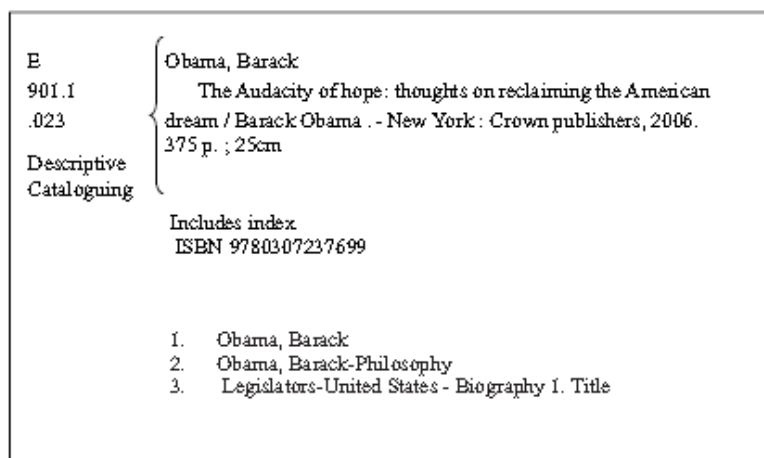 E
901.1
.023
Descriptive
Cataloguing
Obama, Barack
The Audacity of hope: thoughts on reclaiming the American
dream / Barack Obama . - New York : Crown publishers, 2006.
375 p. ; 25cm
Includes index
ISBN 9780307237699
1. Obama, Barack
2. Obama, Barack-Philosophy
3. Legislators-United States - Biography 1. Title